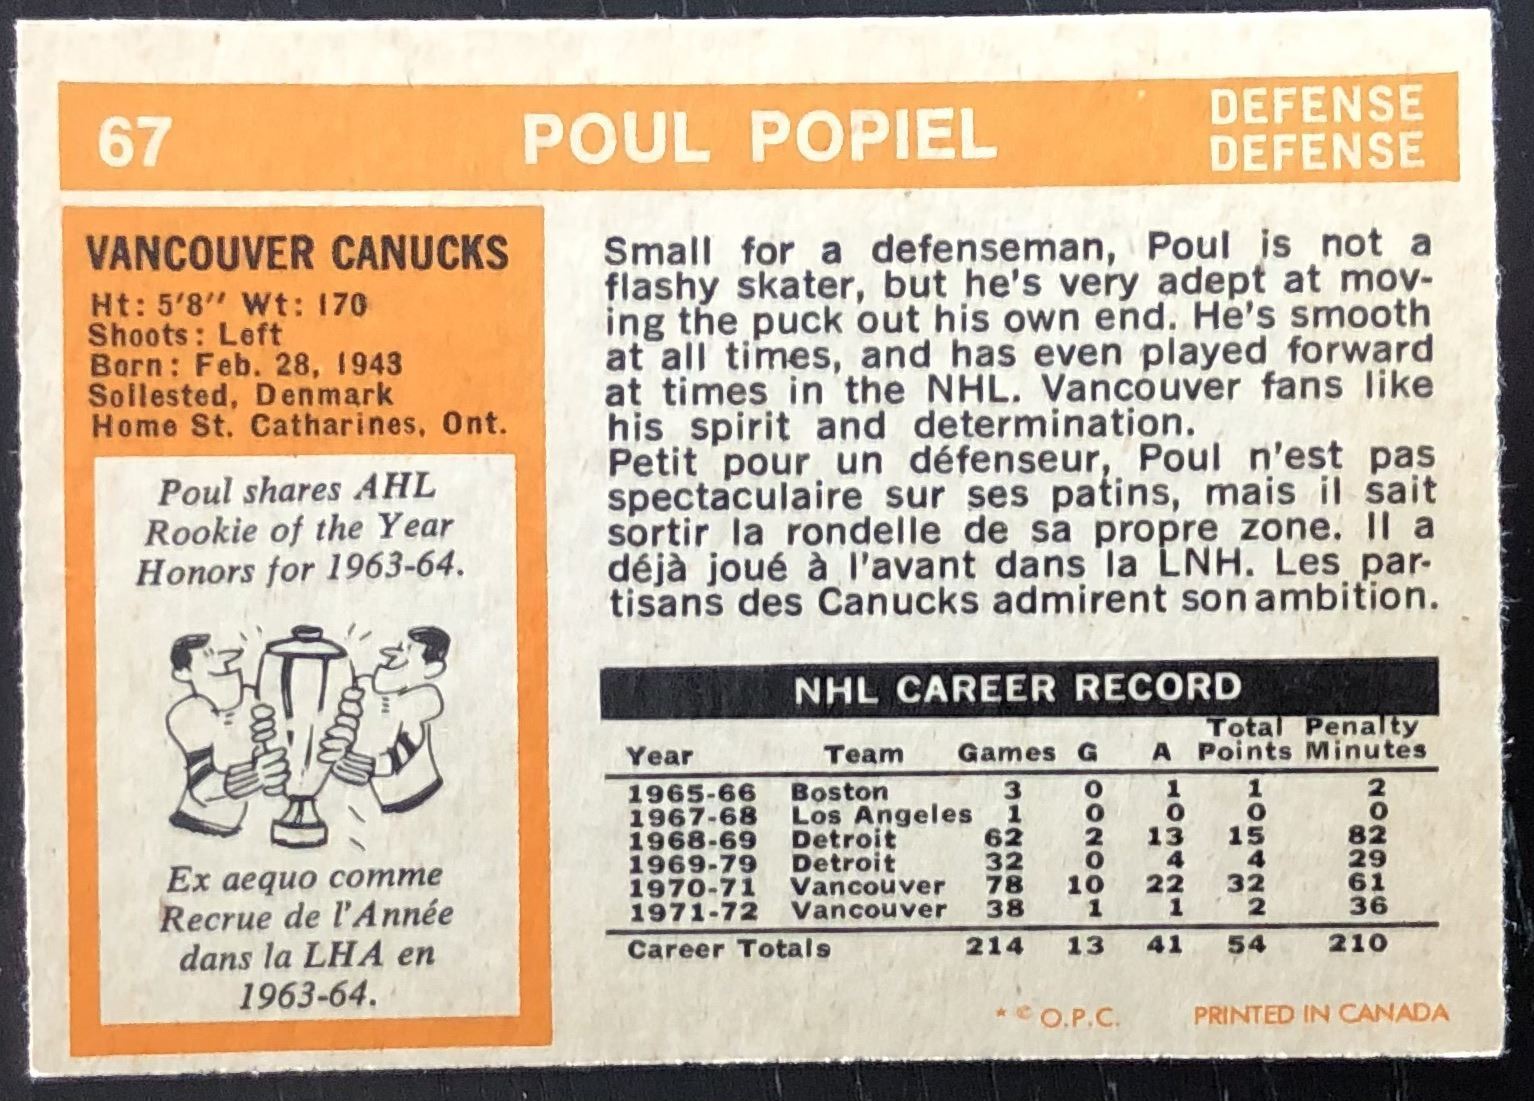 67 POUL POPIEL DEFENSE
DEFENSE
VANCOUVER CANUCKS
Ht: 5'8" Wt: 170
Shoots: Left
Born: Feb. 28, 1943
Sollested, Denmark
Home St. Catharines, Ont.
Poul shares AHL
Rookie of the Year
Honors for 1963-64.
Ex aequo comme
Recrue de l'Année
dans la LHA en
1963-64.
Small for a defenseman, Poul is not a
flashy skater, but he's very adept at mov-
ing the puck out his own end. He's smooth
at all times, and has even played forward
at times in the NHL. Vancouver fans like
his spirit and determination.
Petit pour un défenseur, Poul n'est pas
spectaculaire sur ses patins, mais il sait
sortir la rondelle de sa propre zone. Il a
déjà joué à l'avant dans la LNH. Les par-
tisans des Canucks admirent son ambition.
NHL CAREER RECORD
Total Penalty
Year Team Games G A Points Minutes
1965-66 Boston 3 0 1 1 2
1967-68 Los Angeles 1 0 0 0 0
1968-69 Detroit 62 2 13 15 82
1969-79 Detroit 32 0 4 4 29
1970-71 Vancouver 78 10 22 32 61
1971-72 Vancouver 38 1 1 2 36
Career Totals 214 13 41 54 210
* © O.P.C. PRINTED IN CANADA